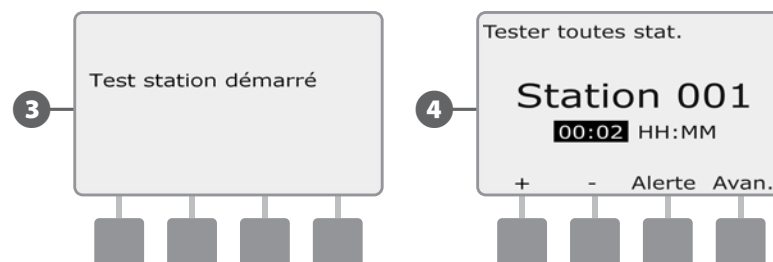 3
Test station démarré
4
Tester toutes stat.
Station 001
00:02 HH:MM
+ - Alerte Avan.